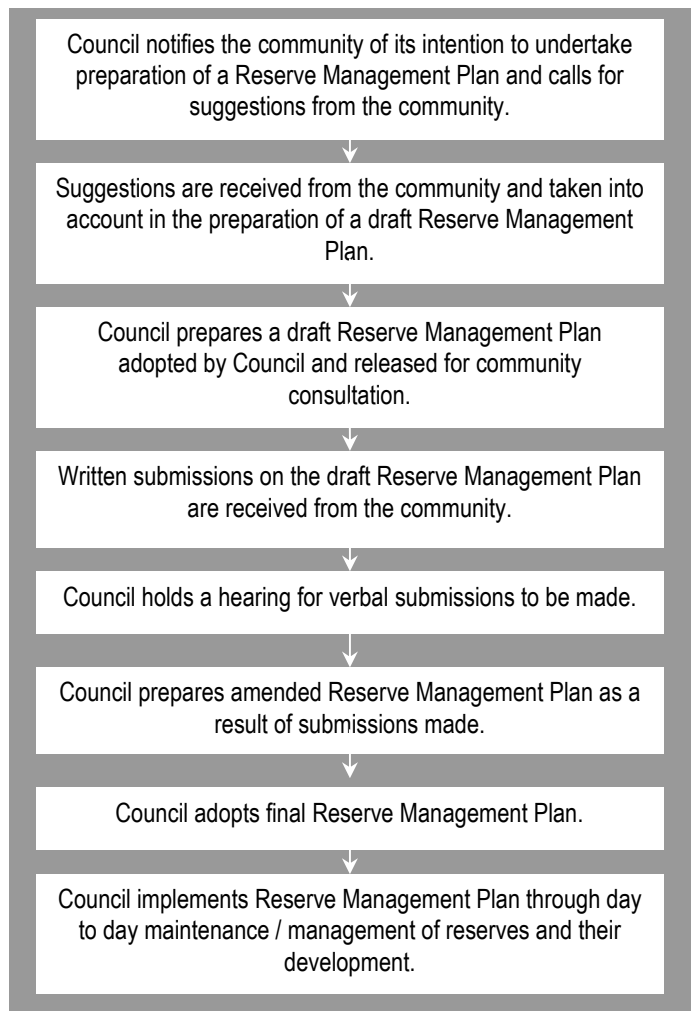 Council notifies the community of its intention to undertake
preparation of a Reserve Management Plan and calls for
suggestions from the community.
Suggestions are received from the community and taken into
account in the preparation of a draft Reserve Management
Plan.
Council prepares a draft Reserve Management Plan
adopted by Council and released for community
consultation.
Written submissions on the draft Reserve Management Plan
are received from the community.
Council holds a hearing for verbal submissions to be made.
Council prepares amended Reserve Management Plan as a
result of submissions made.
Council adopts final Reserve Management Plan.
Council implements Reserve Management Plan through day
to day maintenance / management of reserves and their
development.